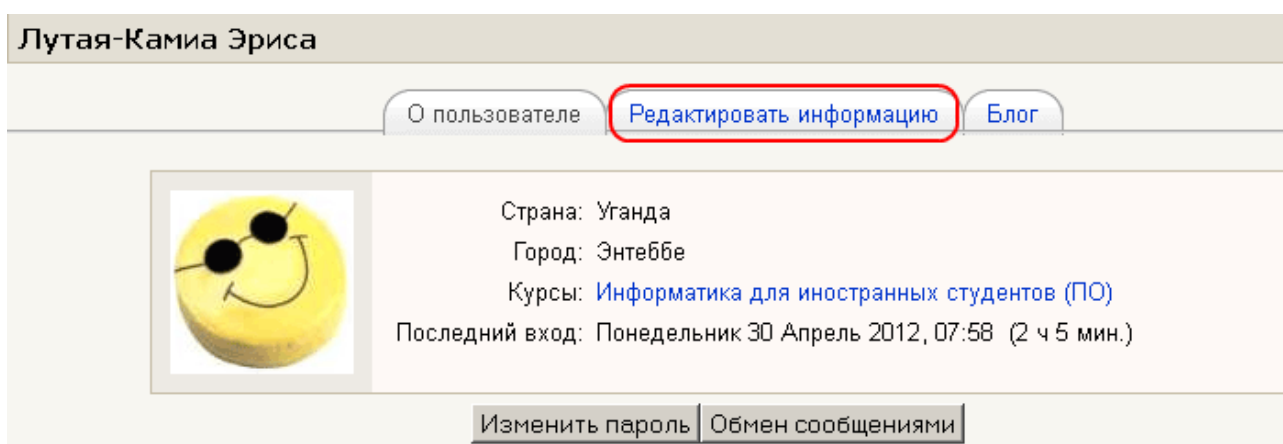 Лутая-Камиа Эриса
О пользователе Редактировать информацию Блог
Страна: Уганда
Город: Энтеббе
Курсы: Информатика для иностранных студентов (ПО)
Последний вход: Понедельник 30 Апрель 2012, 07:58 (2 ч 5 мин.)
Изменить пароль Обмен сообщениями